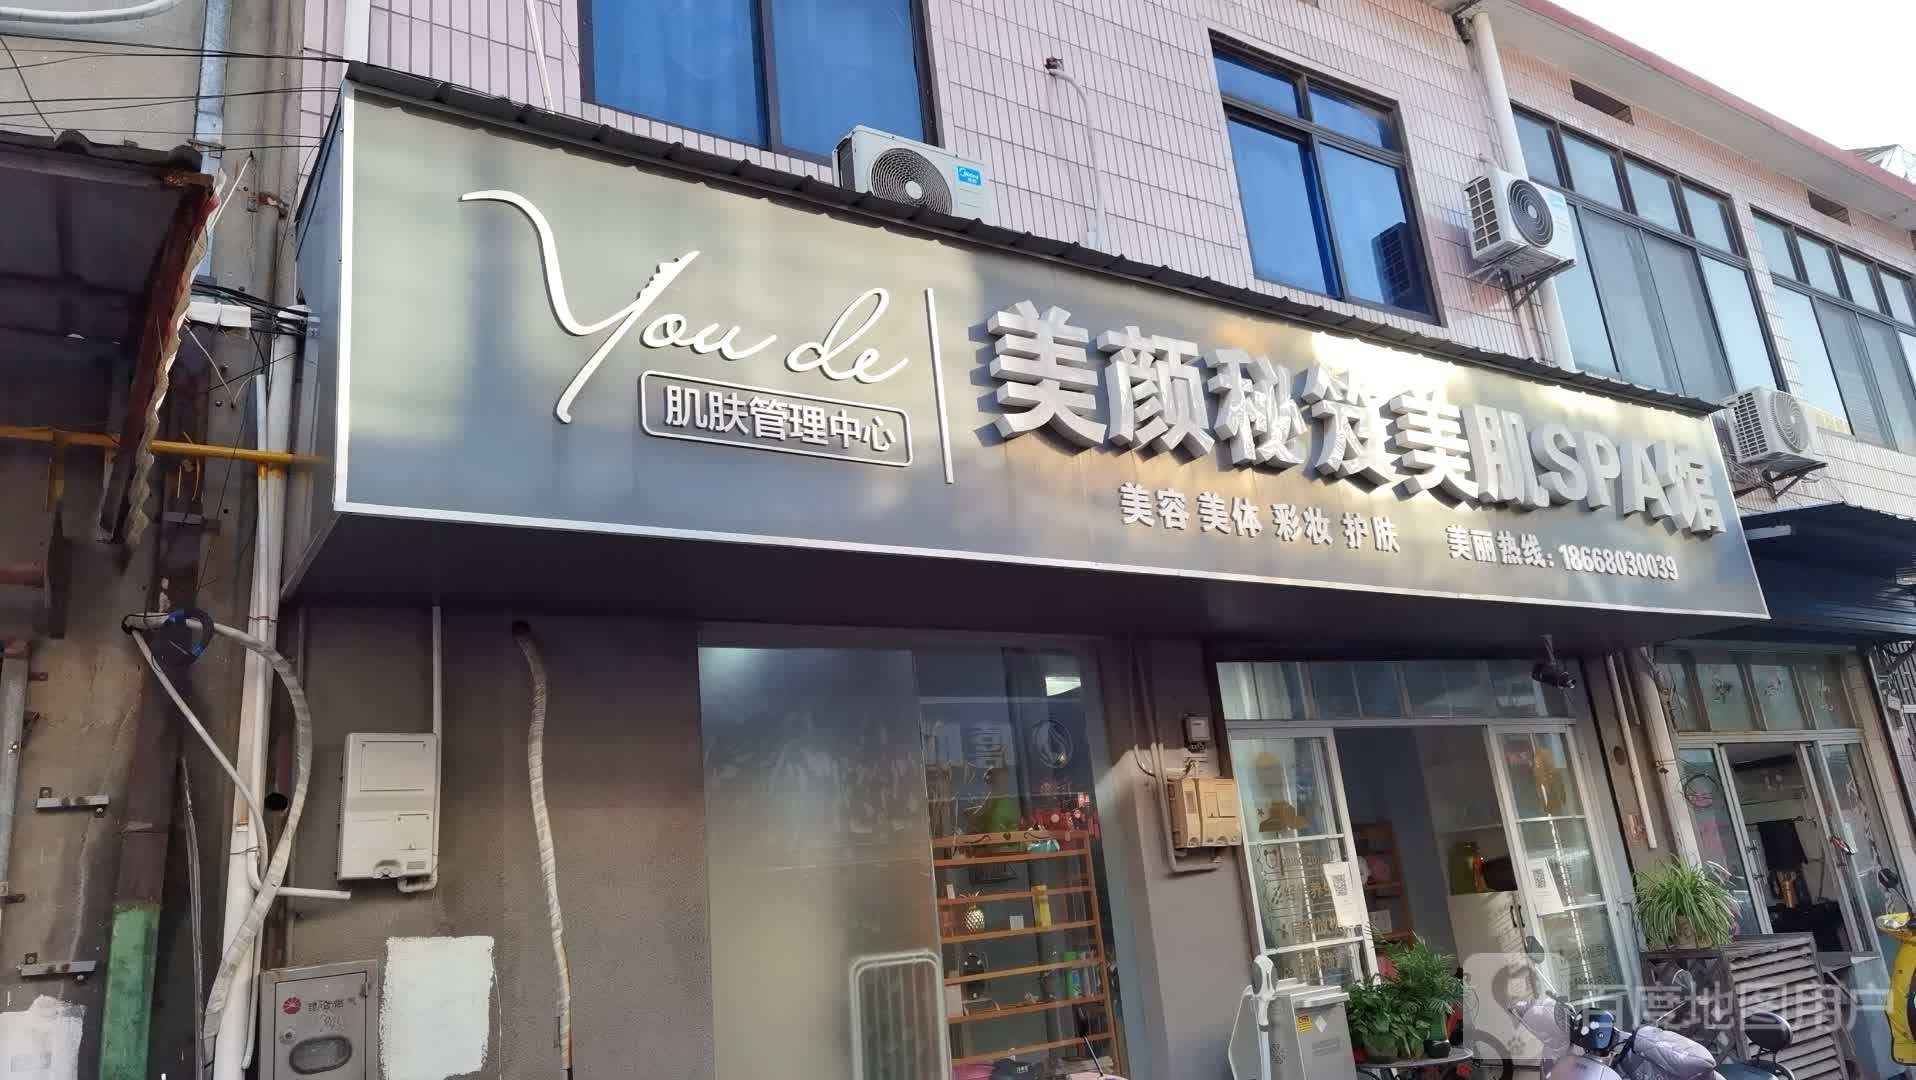 You de
肌肤管理中心
美颜秘笈美肌SPA馆
美容 美体 彩妆 护肤 美丽热线:18668030039
百度地图用户